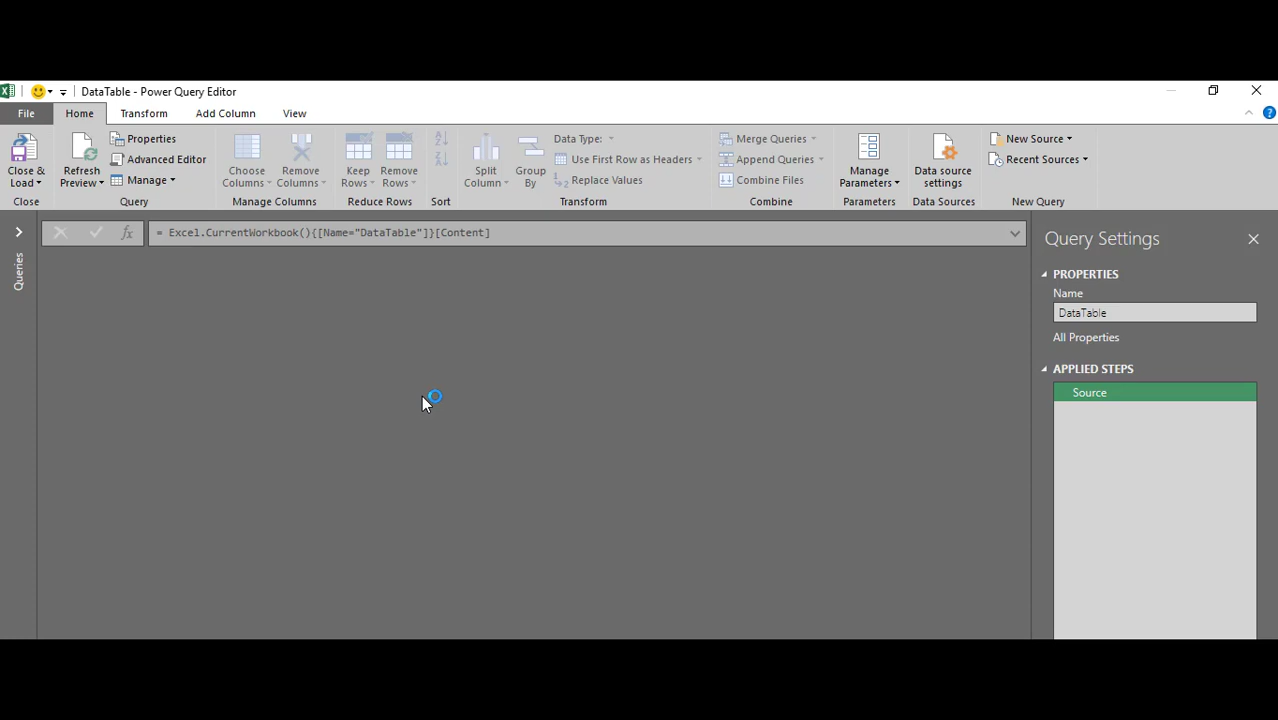 DataTable - Power Query Editor
File Home Transform Add Column View
Close & Load
Refresh Preview
Properties
Advanced Editor
Manage
Choose Columns
Remove Columns
Keep Rows
Remove Rows
Split Column
Group By
Data Type:
Use First Row as Headers
Replace Values
Merge Queries
Append Queries
Combine Files
Manage Parameters
Data source settings
New Source
Recent Sources
Close Query Manage Columns Reduce Rows Sort Transform Combine Parameters Data Sources New Query
fx = Excel.CurrentWorkbook(){[Name="DataTable"]}[Content]
Queries
Query Settings
PROPERTIES
Name
DataTable
All Properties
APPLIED STEPS
Source